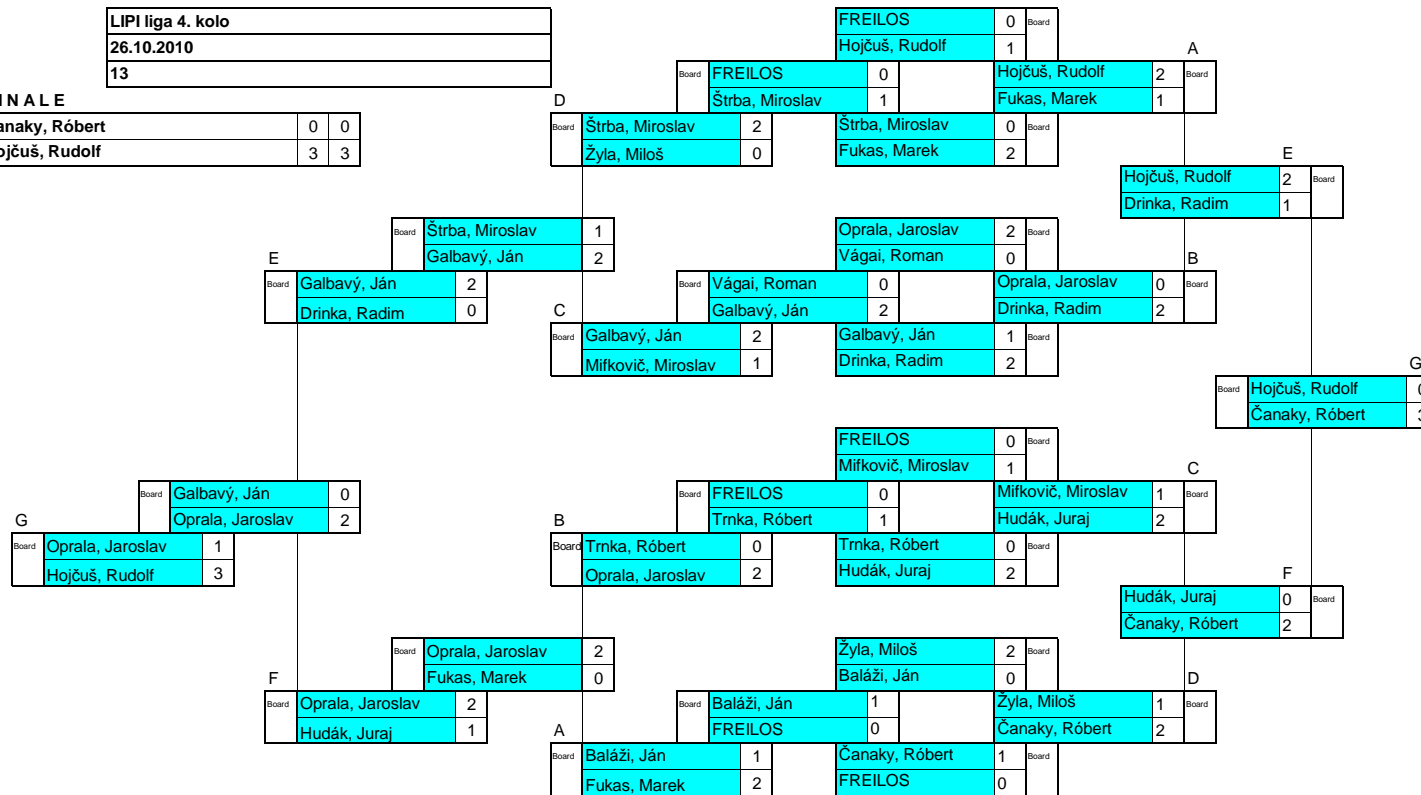 LIPI liga 4. kolo
26.10.2010
13
I N A L E
anaky, Róbert 0 0
ojčuš, Rudolf 3 3
FREILOS 0 Board
Hojčuš, Rudolf 1
A
Board FREILOS 0
Štrba, Miroslav 1
Hojčuš, Rudolf 2 Board
Fukas, Marek 1
D
Board Štrba, Miroslav 2
Žyla, Miloš 0
Štrba, Miroslav 0 Board
Fukas, Marek 2
E
Hojčuš, Rudolf 2 Board
Drinka, Radim 1
Board Štrba, Miroslav 1
Galbavý, Ján 2
Oprala, Jaroslav 2 Board
Vágai, Roman 0
E
B
Board Galbavý, Ján 2
Drinka, Radim 0
Board Vágai, Roman 0
Galbavý, Ján 2
Oprala, Jaroslav 0 Board
Drinka, Radim 2
C
Board Galbavý, Ján 2
Mifkovič, Miroslav 1
Galbavý, Ján 1 Board
Drinka, Radim 2
G
Board Hojčuš, Rudolf
Čanaky, Róbert
FREILOS 0 Board
Mifkovič, Miroslav 1
C
Board Galbavý, Ján 0
Oprala, Jaroslav 2
Board FREILOS 0
Trnka, Róbert 1
Mifkovič, Miroslav 1 Board
Hudák, Juraj 2
G
B
Board Oprala, Jaroslav 1
Hojčuš, Rudolf 3
Board Trnka, Róbert 0
Oprala, Jaroslav 2
Trnka, Róbert 0 Board
Hudák, Juraj 2
F
Hudák, Juraj 0 Board
Čanaky, Róbert 2
Board Oprala, Jaroslav 2
Fukas, Marek 0
Žyla, Miloš 2 Board
Baláži, Ján 0
F
D
Board Oprala, Jaroslav 2
Hudák, Juraj 1
Board Baláži, Ján 1
FREILOS 0
Žyla, Miloš 1 Board
Čanaky, Róbert 2
A
Board Baláži, Ján 1
Fukas, Marek 2
Čanaky, Róbert 1 Board
FREILOS 0